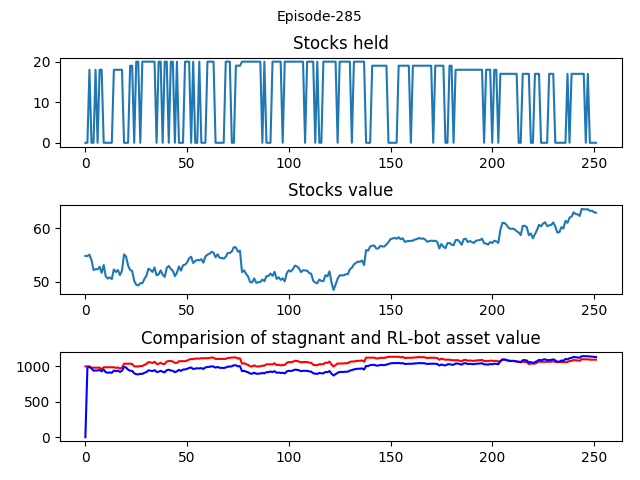 Episode-285
Stocks held
20
10
0
0 50 100 150 200 250
Stocks value
60
50
0 50 100 150 200 250
Comparision of stagnant and RL-bot asset value
1000
500
0
0 50 100 150 200 250